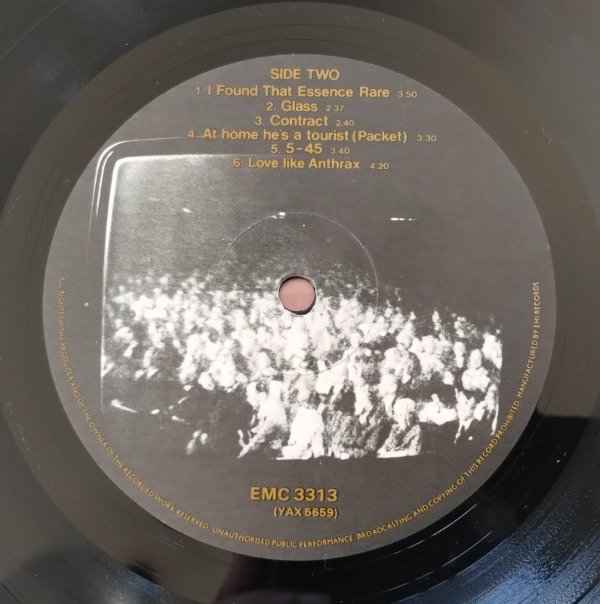 SIDE TWO
1. I Found That Essence Rare 3.50
2. Glass 2.37
3. Contract 2.40
4. At home he's a tourist (Packet) 3.30
5. 5-45 3.40
6. Love like Anthrax 4.20
EMC 3313
(YAX 5659)
ALL RIGHTS OF THE PRODUCER AND OF THE OWNER OF THE RECORDED WORK RESERVED. UNAUTHORISED PUBLIC PERFORMANCE, BROADCASTING AND COPYING OF THIS RECORD PROHIBITED. MANUFACTURED BY EMI RECORDS